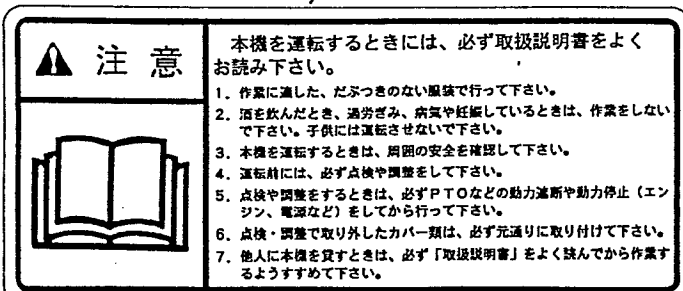 注 意
本機を運転するときには、必ず取扱説明書をよく
お読み下さい。
1. 作業に適した、だぶつきのない服装で行って下さい。
2. 酒を飲んだとき、過労ぎみ、病気や妊娠しているときは、作業をしない
で下さい。子供には運転させないで下さい。
3. 本機を運転するときは、周囲の安全を確認して下さい。
4. 運転前には、必ず点検や調整をして下さい。
5. 点検や調整をするときは、必ずPTOなどの動力遮断や動力停止（エン
ジン、電源など）をしてから行って下さい。
6. 点検・調整で取り外したカバー類は、必ず元通りに取り付けて下さい。
7. 他人に本機を貸すときは、必ず「取扱説明書」をよく読んでから作業す
るようすすめて下さい。